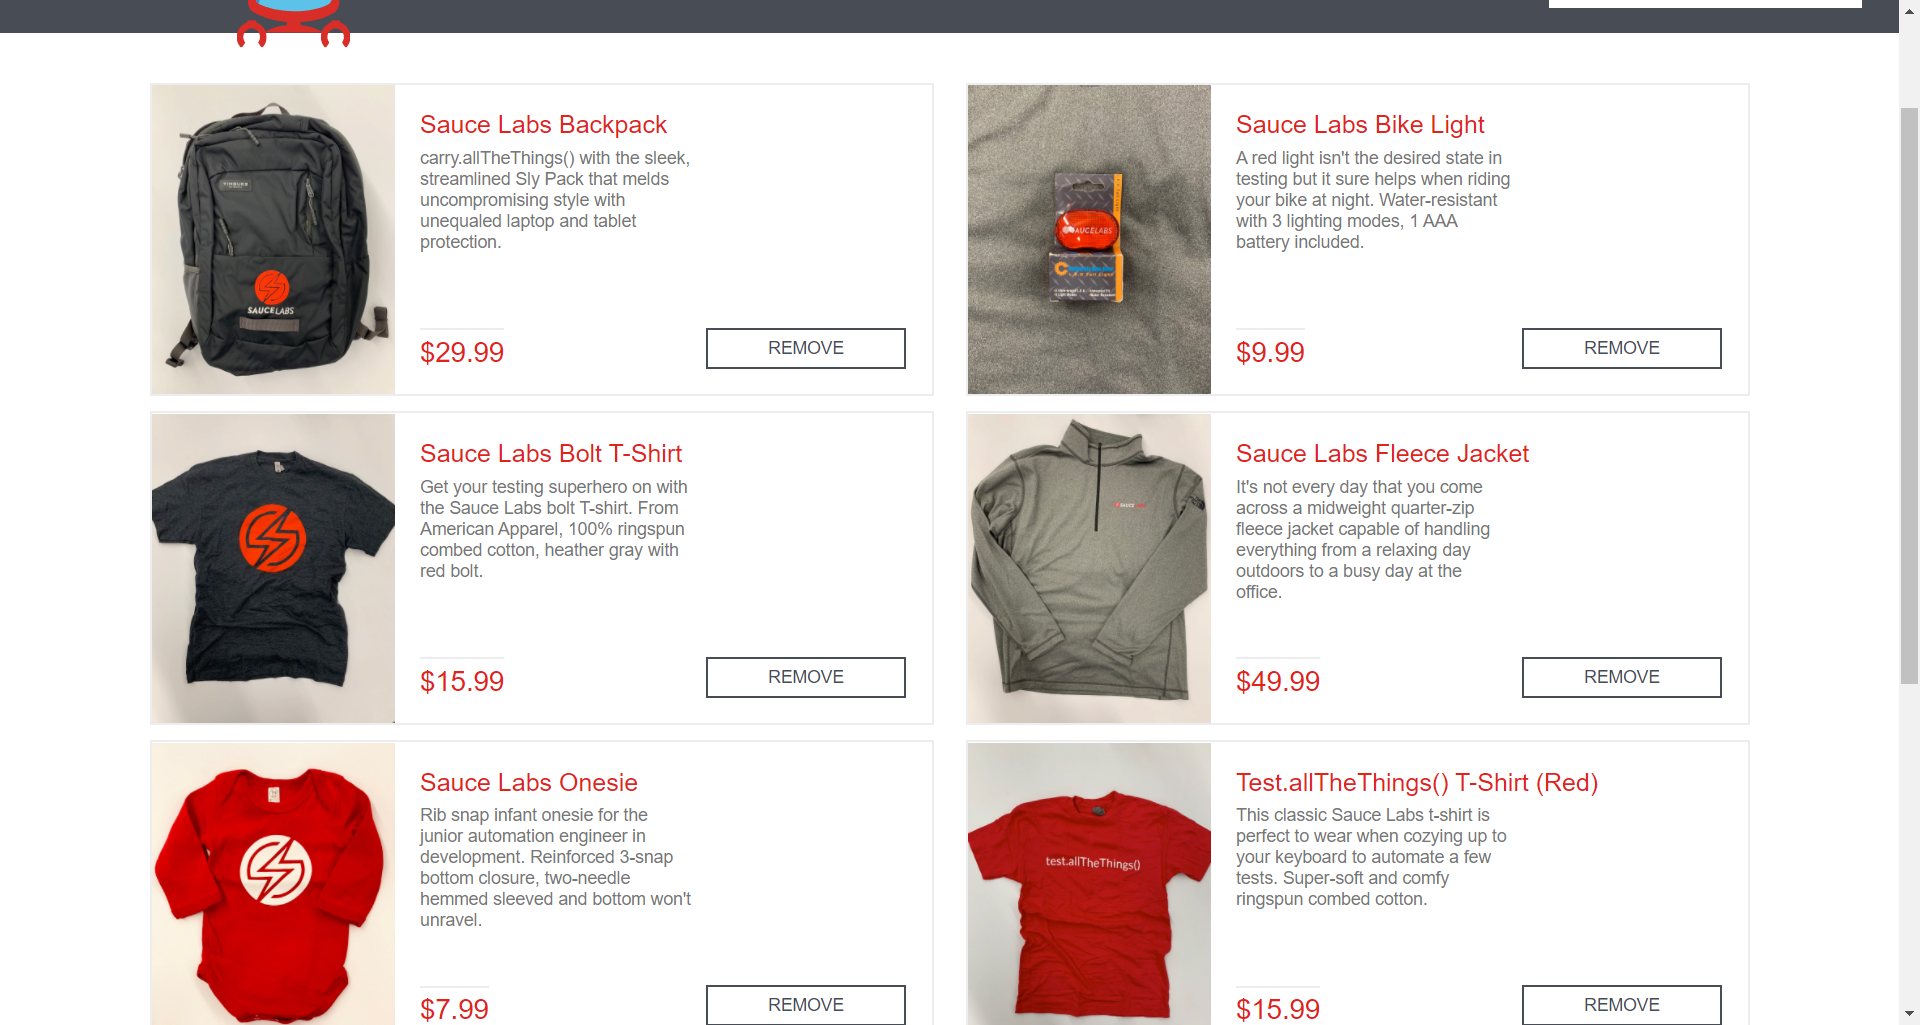 Sauce Labs Backpack
carry.allTheThings() with the sleek,
streamlined Sly Pack that melds
uncompromising style with
unequaled laptop and tablet
protection.
$29.99
REMOVE
SAUCELABS
Sauce Labs Bike Light
A red light isn't the desired state in
testing but it sure helps when riding
your bike at night. Water-resistant
with 3 lighting modes, 1 AAA
battery included.
$9.99
REMOVE
SAUCELABS
Sauce Labs Bolt T-Shirt
Get your testing superhero on with
the Sauce Labs bolt T-shirt. From
American Apparel, 100% ringspun
combed cotton, heather gray with
red bolt.
$15.99
REMOVE
Sauce Labs Fleece Jacket
It's not every day that you come
across a midweight quarter-zip
fleece jacket capable of handling
everything from a relaxing day
outdoors to a busy day at the
office.
$49.99
REMOVE
Sauce Labs Onesie
Rib snap infant onesie for the
junior automation engineer in
development. Reinforced 3-snap
bottom closure, two-needle
hemmed sleeved and bottom won't
unravel.
$7.99
REMOVE
Test.allTheThings() T-Shirt (Red)
This classic Sauce Labs t-shirt is
perfect to wear when cozying up to
your keyboard to automate a few
tests. Super-soft and comfy
ringspun combed cotton.
$15.99
REMOVE
test.allTheThings()